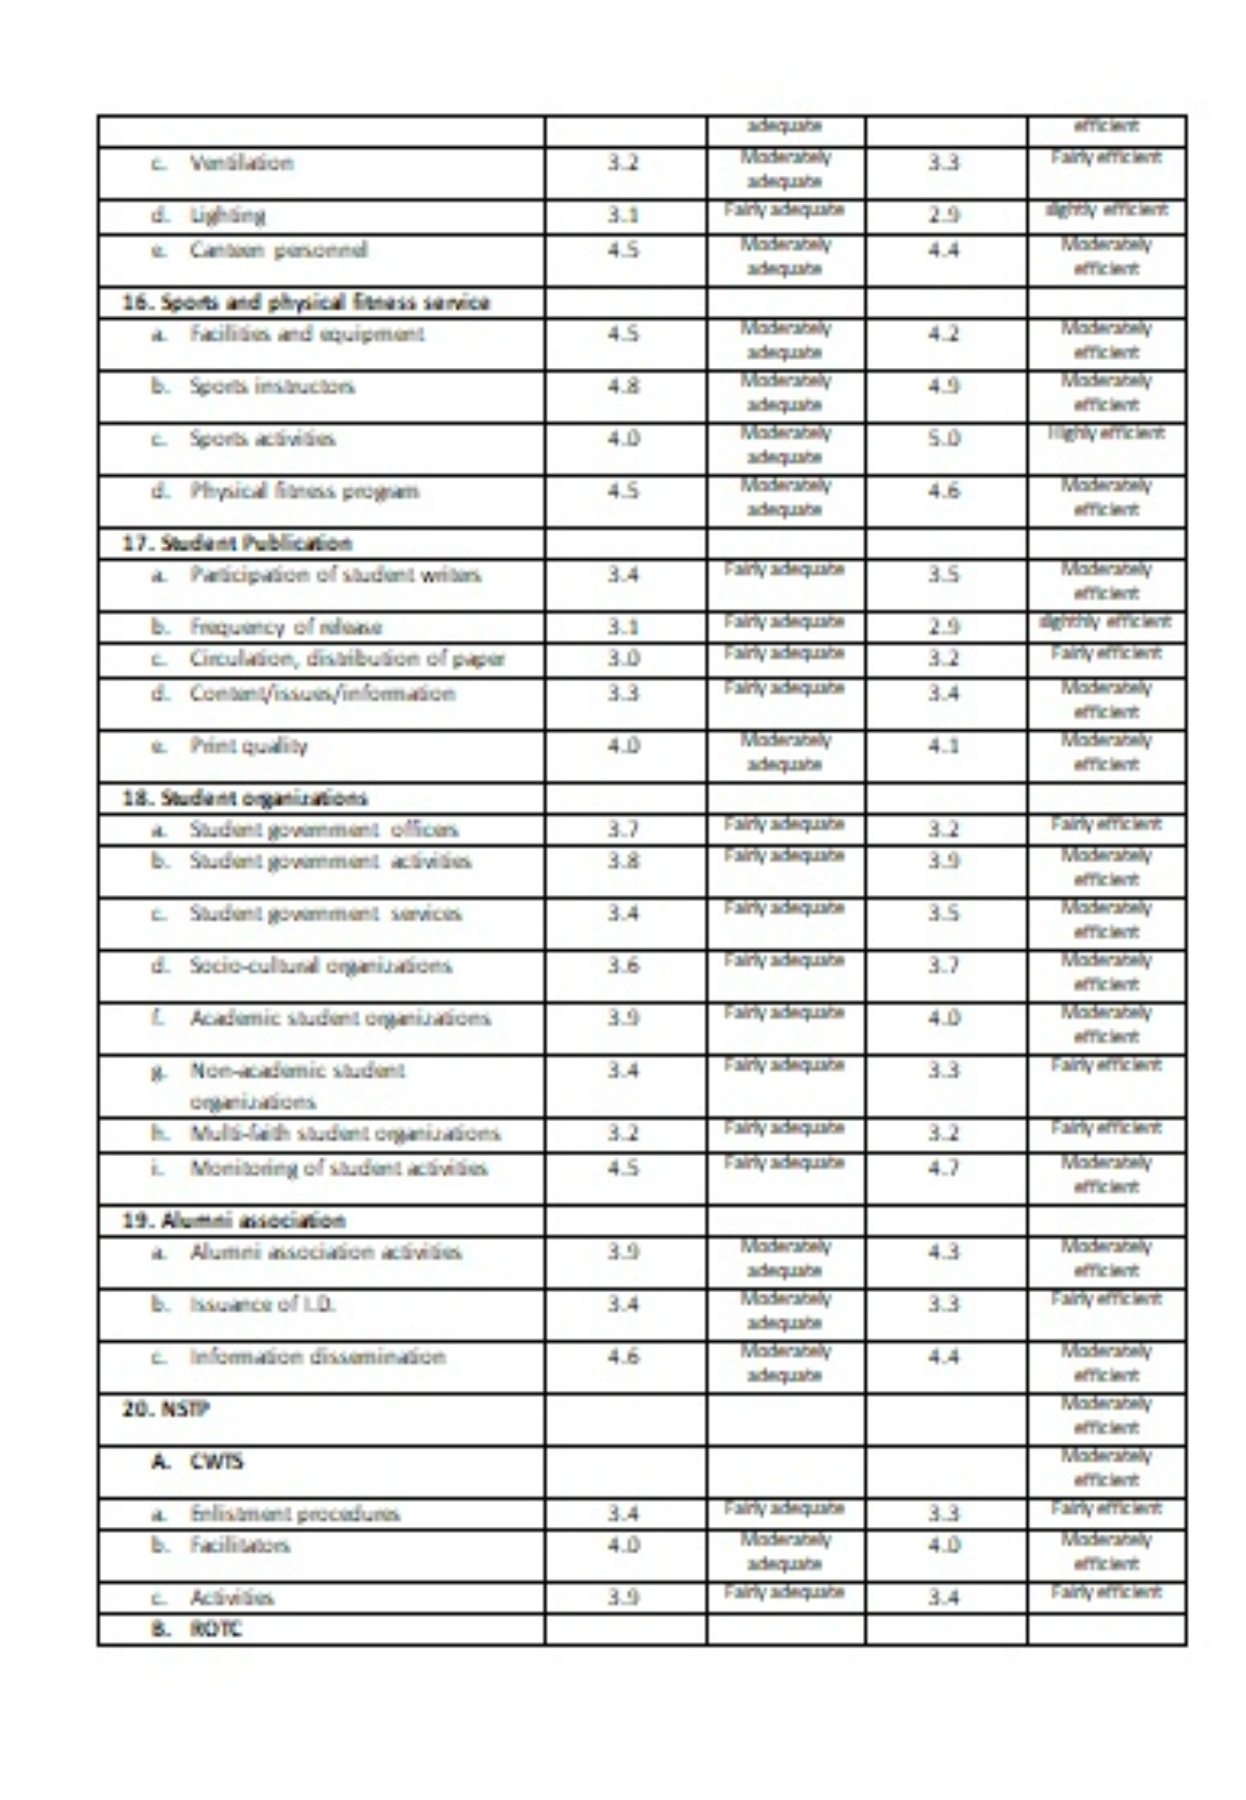 adequate efficient
c. Ventilation 3.2 Moderately adequate 3.3 Fairly efficient
d. Lighting 3.1 Fairly adequate 2.9 slightly efficient
e. Canteen personnel 4.5 Moderately adequate 4.4 Moderately efficient
16. Sports and physical fitness service
a. Facilities and equipment 4.5 Moderately adequate 4.2 Moderately efficient
b. Sports instructors 4.8 Moderately adequate 4.9 Moderately efficient
c. Sports activities 4.0 Moderately adequate 5.0 Highly efficient
d. Physical fitness program 4.5 Moderately adequate 4.6 Moderately efficient
17. Student Publication
a. Participation of student writers 3.4 Fairly adequate 3.5 Moderately efficient
b. Frequency of release 3.1 Fairly adequate 2.9 slighthly efficient
c. Circulation, distribution of paper 3.0 Fairly adequate 3.2 Fairly efficient
d. Content/issues/information 3.3 Fairly adequate 3.4 Moderately efficient
e. Print quality 4.0 Moderately adequate 4.1 Moderately efficient
18. Student organizations
a. Student government officers 3.7 Fairly adequate 3.2 Fairly efficient
b. Student government activities 3.8 Fairly adequate 3.9 Moderately efficient
c. Student government services 3.4 Fairly adequate 3.5 Moderately efficient
d. Socio-cultural organizations 3.6 Fairly adequate 3.7 Moderately efficient
f. Academic student organizations 3.9 Fairly adequate 4.0 Moderately efficient
g. Non-academic student organizations 3.4 Fairly adequate 3.3 Fairly efficient
h. Multi-faith student organizations 3.2 Fairly adequate 3.2 Fairly efficient
i. Monitoring of student activities 4.5 Fairly adequate 4.7 Moderately efficient
19. Alumni association
a. Alumni association activities 3.9 Moderately adequate 4.3 Moderately efficient
b. Issuance of I.D. 3.4 Moderately adequate 3.3 Fairly efficient
c. Information dissemination 4.6 Moderately adequate 4.4 Moderately efficient
20. NSTP Moderately efficient
A. CWTS Moderately efficient
a. Enlistment procedures 3.4 Fairly adequate 3.3 Fairly efficient
b. Facilitators 4.0 Moderately adequate 4.0 Moderately efficient
c. Activities 3.9 Fairly adequate 3.4 Fairly efficient
B. ROTC